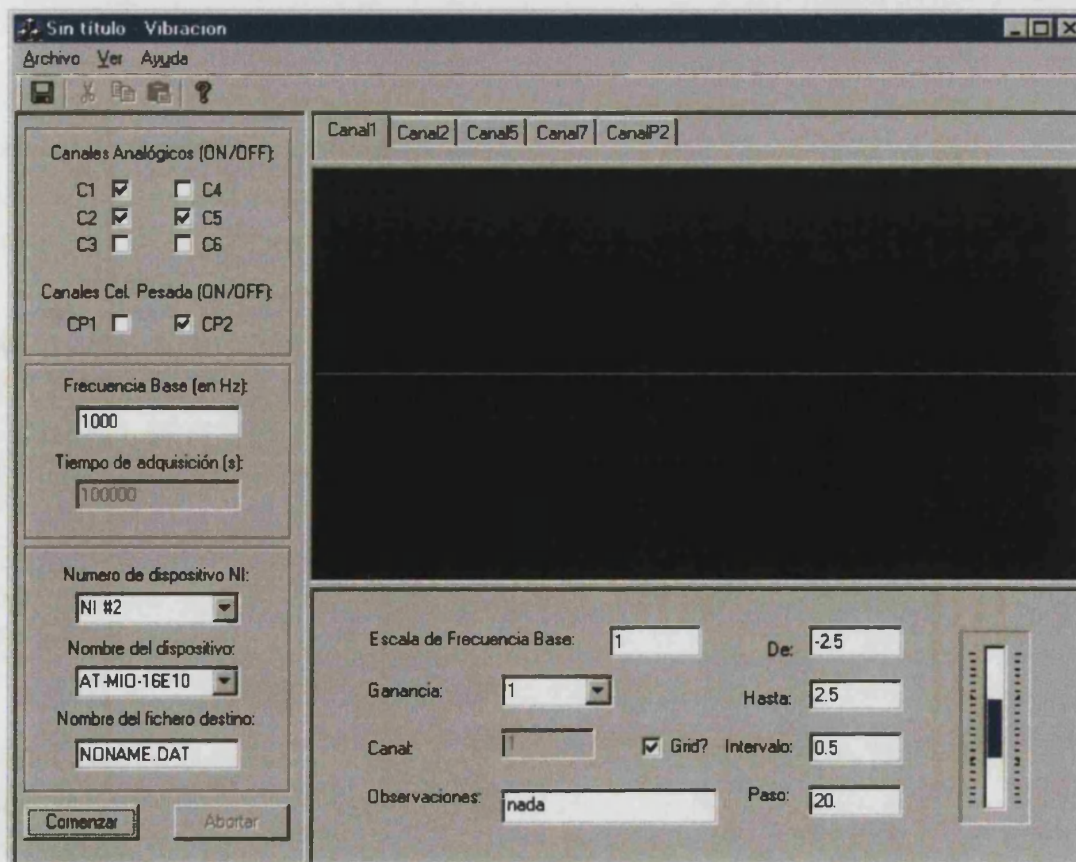 Sin título - Vibracion
Archivo Ver Ayuda
Canales Analógicos (ON/OFF):
C1 C4
C2 C5
C3 C6
Canales Cel. Pesada (ON/OFF):
CP1 CP2
Frecuencia Base (en Hz):
1000
Tiempo de adquisición (s):
100000
Numero de dispositivo NI:
NI #2
Nombre del dispositivo:
AT-MIO-16E10
Nombre del fichero destino:
NONAME.DAT
Comenzar Abortar
Canal1 Canal2 Canal5 Canal7 CanalP2
Escala de Frecuencia Base: 1 De: -2.5
Ganancia: 1 Hasta: 2.5
Canal: 1 Grid? Intervalo: 0.5
Observaciones: nada Paso: 20.